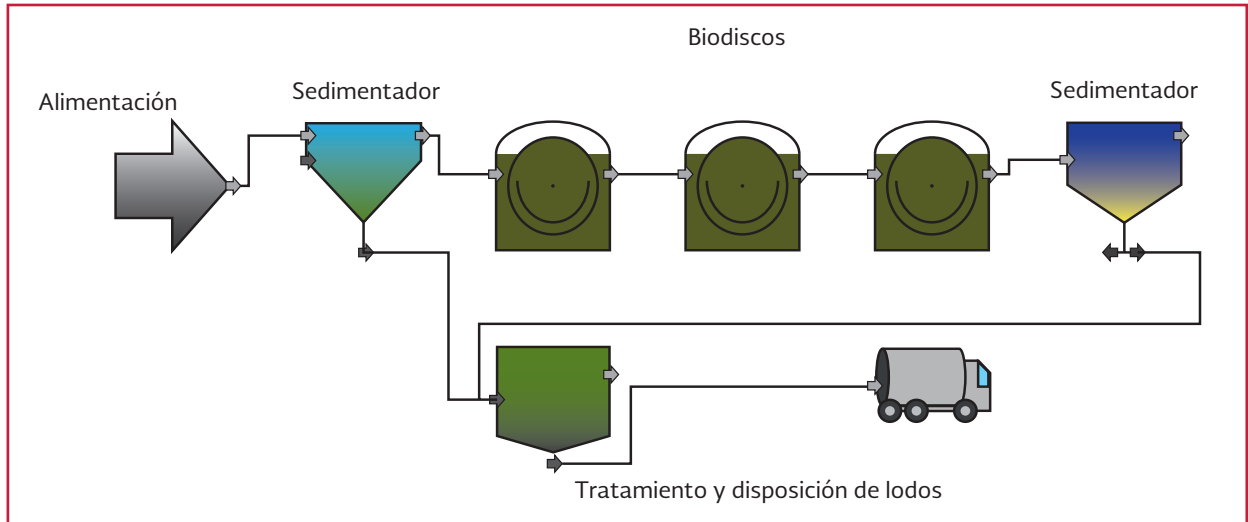 Biodiscos
Alimentación
Sedimentador
Sedimentador
Tratamiento y disposición de lodos